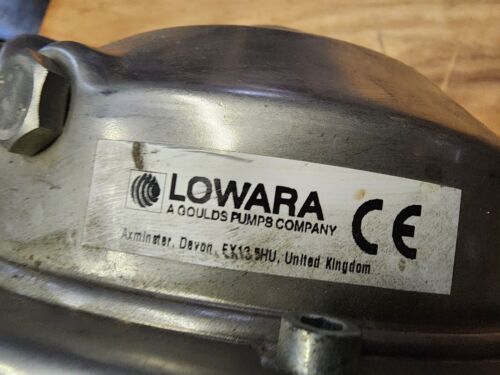 LOWARA
A GOULDS PUMPS COMPANY
CE
Axminster, Devon, EX13 5HU, United Kingdom